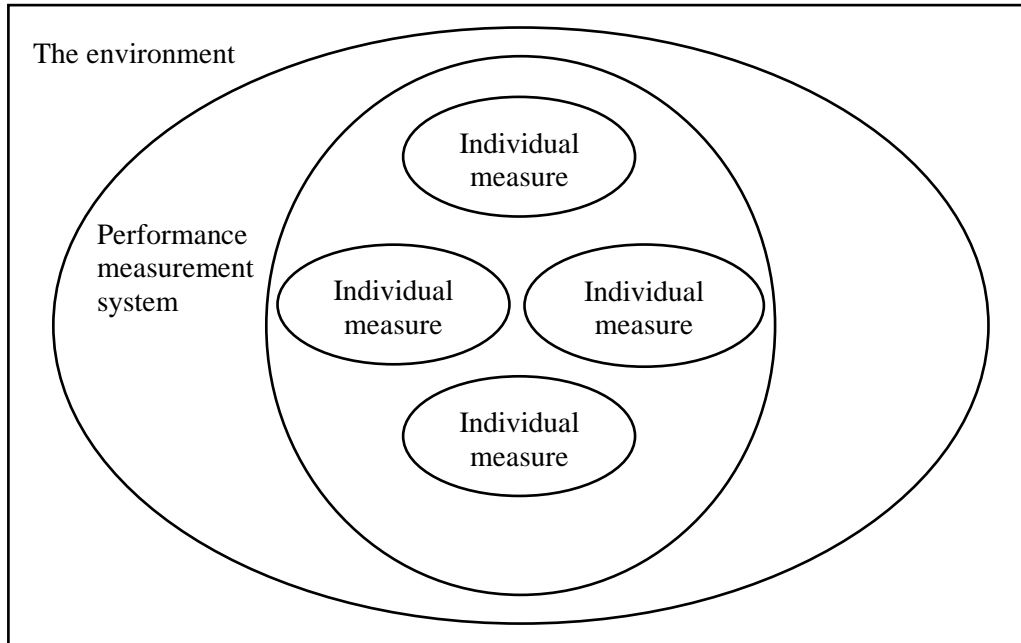 The environment
Individual
measure
Performance
measurement
system
Individual
measure
Individual
measure
Individual
measure